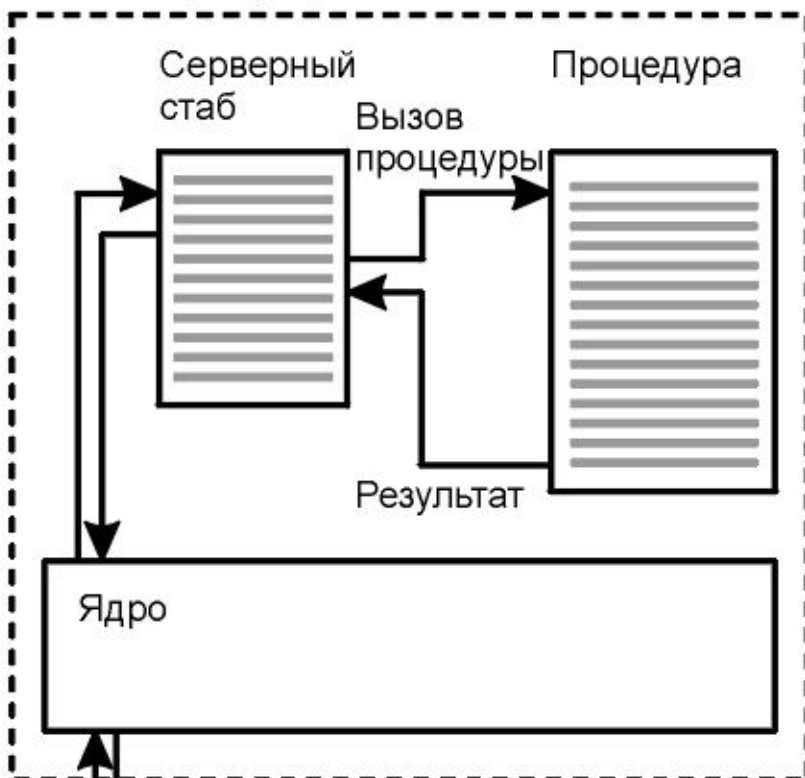 Серверный
стаб
Процедура
Вызов
процедуры
Результат
Ядро